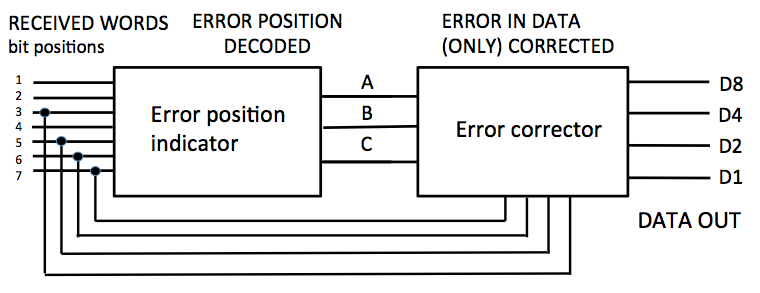 RECEIVED WORDS
bit positions
ERROR POSITION
DECODED
ERROR IN DATA
(ONLY) CORRECTED
1
2
3
4
5
6
7
Error position
indicator
A
B
C
Error corrector
D8
D4
D2
D1
DATA OUT